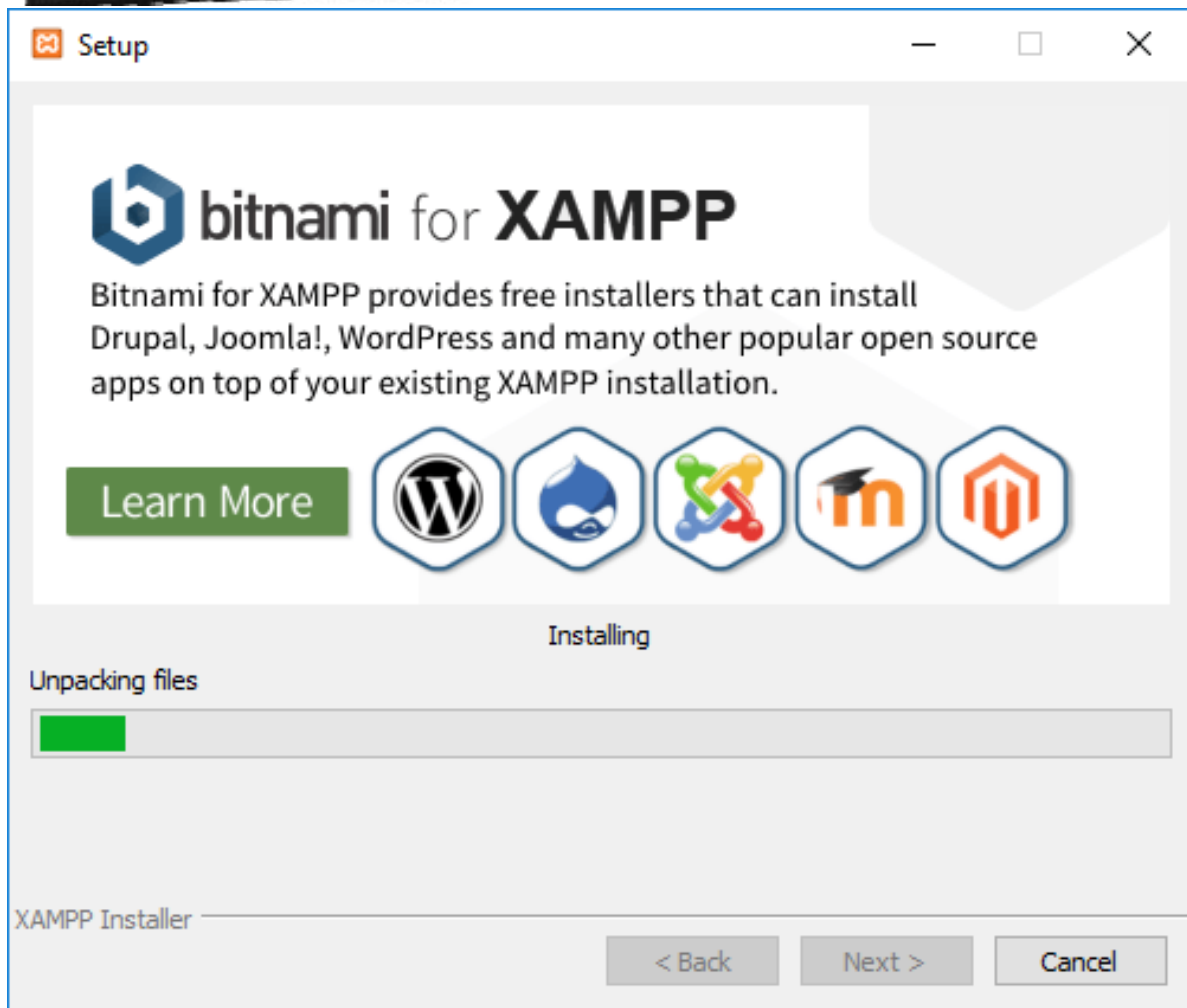 Setup
bitnami for XAMPP
Bitnami for XAMPP provides free installers that can install
Drupal, Joomla!, WordPress and many other popular open source
apps on top of your existing XAMPP installation.
Learn More
Installing
Unpacking files
XAMPP Installer
< Back Next > Cancel